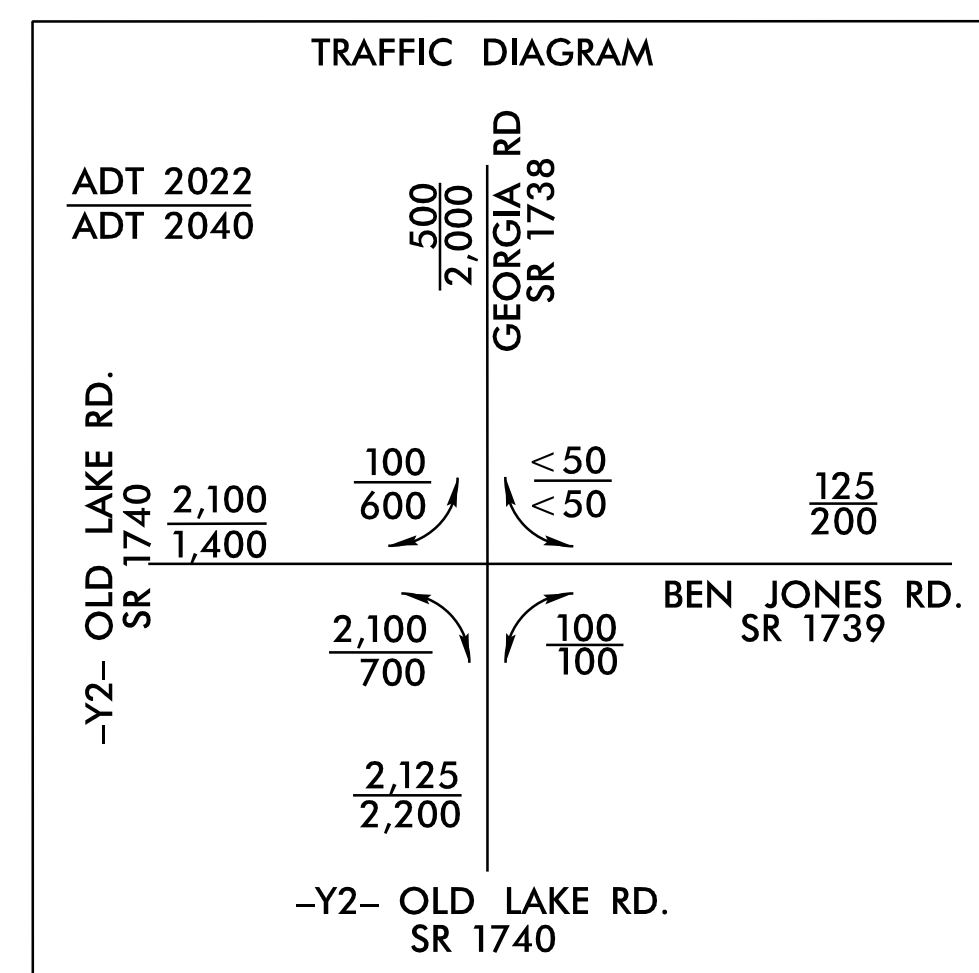 TRAFFIC DIAGRAM
ADT 2022
ADT 2040
500
2,000
GEORGIA RD
SR 1738
-Y2- OLD LAKE RD.
SR 1740
2,100
1,400
100
600
<50
<50
125
200
BEN JONES RD.
SR 1739
2,100
700
100
100
2,125
2,200
-Y2- OLD LAKE RD.
SR 1740